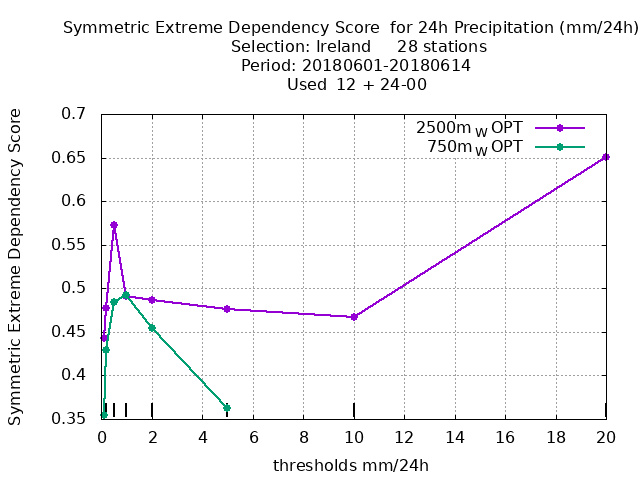 Symmetric Extreme Dependency Score  for 24h Precipitation (mm/24h)
Selection: Ireland     28 stations
Period: 20180601-20180614
Used  12 + 24-00
Symmetric Extreme Dependency Score
0.7
0.65
0.6
0.55
0.5
0.45
0.4
0.35
2500m W OPT
750m W OPT
0 2 4 6 8 10 12 14 16 18 20
thresholds mm/24h